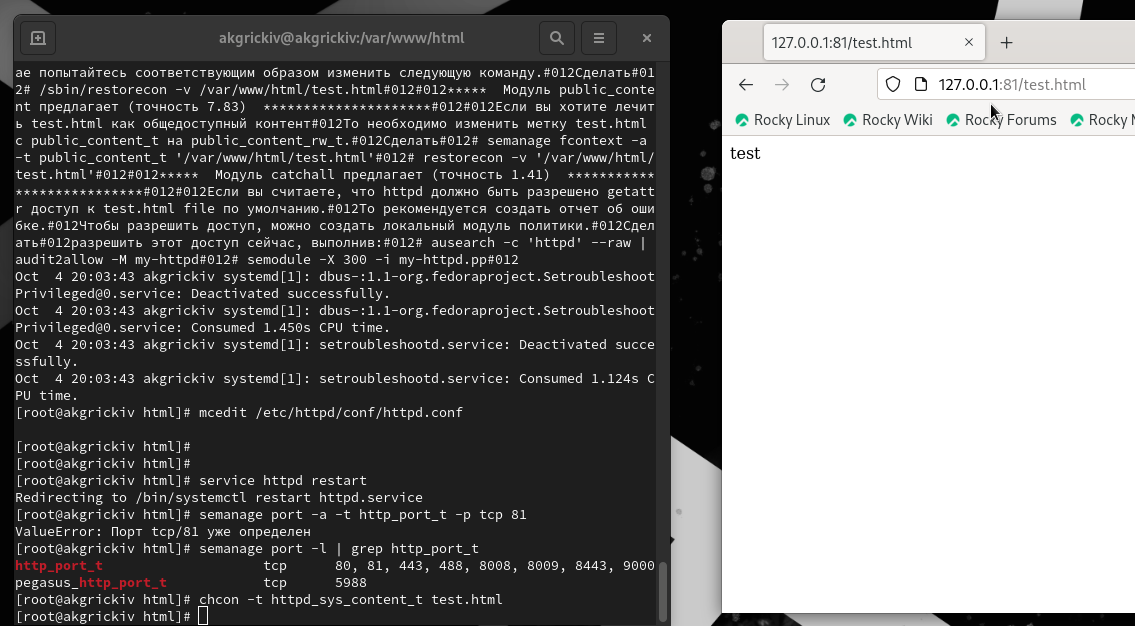 akgrickiv@akgrickiv:/var/www/html
ае попытайтесь соответствующим образом изменить следующую команду.#012Сделать#01
2# /sbin/restorecon -v /var/www/html/test.html#012#012*****  Модуль public_conte
nt предлагает (точность 7.83)  *********************#012#012Если вы хотите лечит
ь test.html как общедоступный контент#012То необходимо изменить метку test.html
с public_content_t на public_content_rw_t.#012Сделать#012# semanage fcontext -a
-t public_content_t '/var/www/html/test.html'#012# restorecon -v '/var/www/html/
test.html'#012#012*****  Модуль catchall предлагает (точность 1.41)  ***********
****************#012#012Если вы считаете, что httpd должно быть разрешено getatt
r доступ к test.html file по умолчанию.#012То рекомендуется создать отчет об оши
бке.#012Чтобы разрешить доступ, можно создать локальный модуль политики.#012Сдел
ать#012разрешить этот доступ сейчас, выполнив:#012# ausearch -c 'httpd' --raw |
audit2allow -M my-httpd#012# semodule -X 300 -i my-httpd.pp#012
Oct  4 20:03:43 akgrickiv systemd[1]: dbus-:1.1-org.fedoraproject.Setroubleshoot
Privileged@0.service: Deactivated successfully.
Oct  4 20:03:43 akgrickiv systemd[1]: dbus-:1.1-org.fedoraproject.Setroubleshoot
Privileged@0.service: Consumed 1.450s CPU time.
Oct  4 20:03:43 akgrickiv systemd[1]: setroubleshootd.service: Deactivated succe
ssfully.
Oct  4 20:03:43 akgrickiv systemd[1]: setroubleshootd.service: Consumed 1.124s C
PU time.
[root@akgrickiv html]# mcedit /etc/httpd/conf/httpd.conf
[root@akgrickiv html]#
[root@akgrickiv html]#
[root@akgrickiv html]# service httpd restart
Redirecting to /bin/systemctl restart httpd.service
[root@akgrickiv html]# semanage port -a -t http_port_t -p tcp 81
ValueError: Порт tcp/81 уже определен
[root@akgrickiv html]# semanage port -l | grep http_port_t
http_port_t                    tcp      80, 81, 443, 488, 8008, 8009, 8443, 9000
pegasus_http_port_t            tcp      5988
[root@akgrickiv html]# chcon -t httpd_sys_content_t test.html
[root@akgrickiv html]#
127.0.0.1:81/test.html
127.0.0.1:81/test.html
Rocky Linux Rocky Wiki Rocky Forums Rocky
test